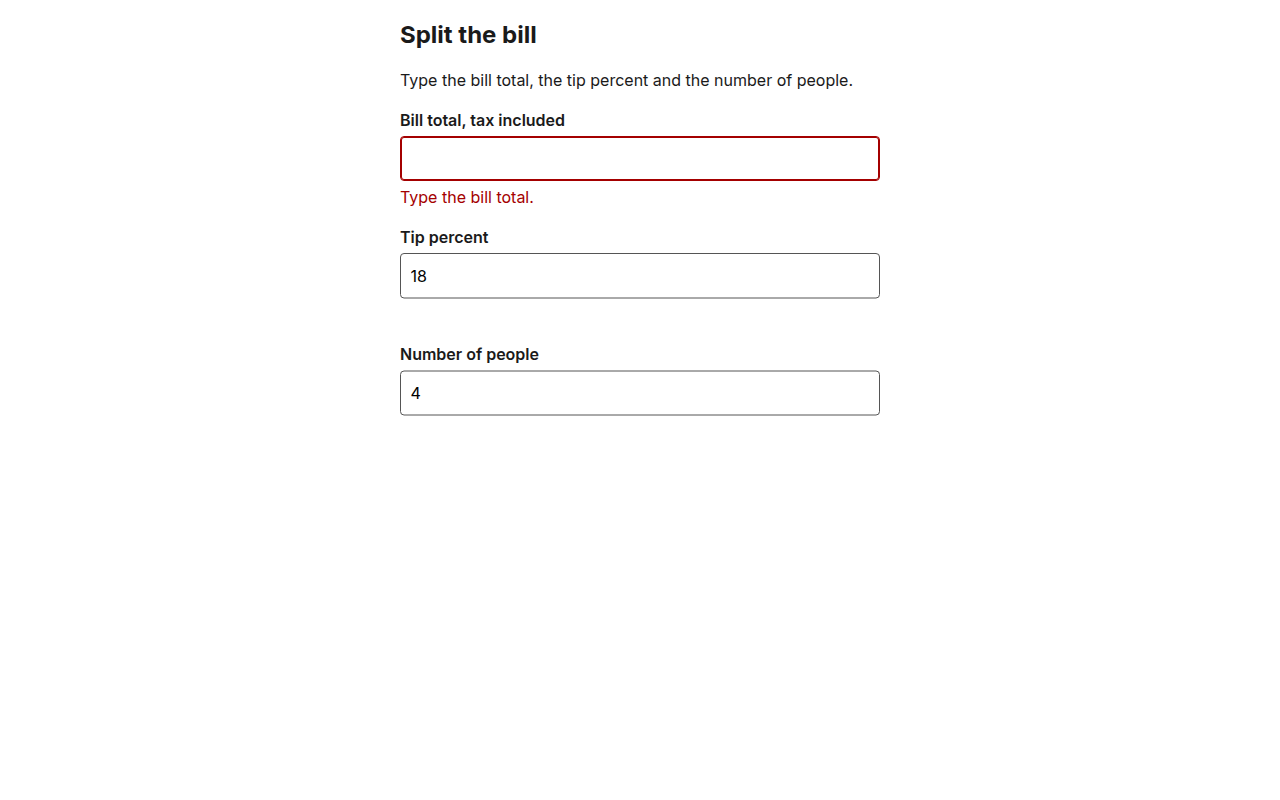 Split the bill
Type the bill total, the tip percent and the number of people.
Bill total, tax included
Type the bill total.
Tip percent
18
Number of people
4